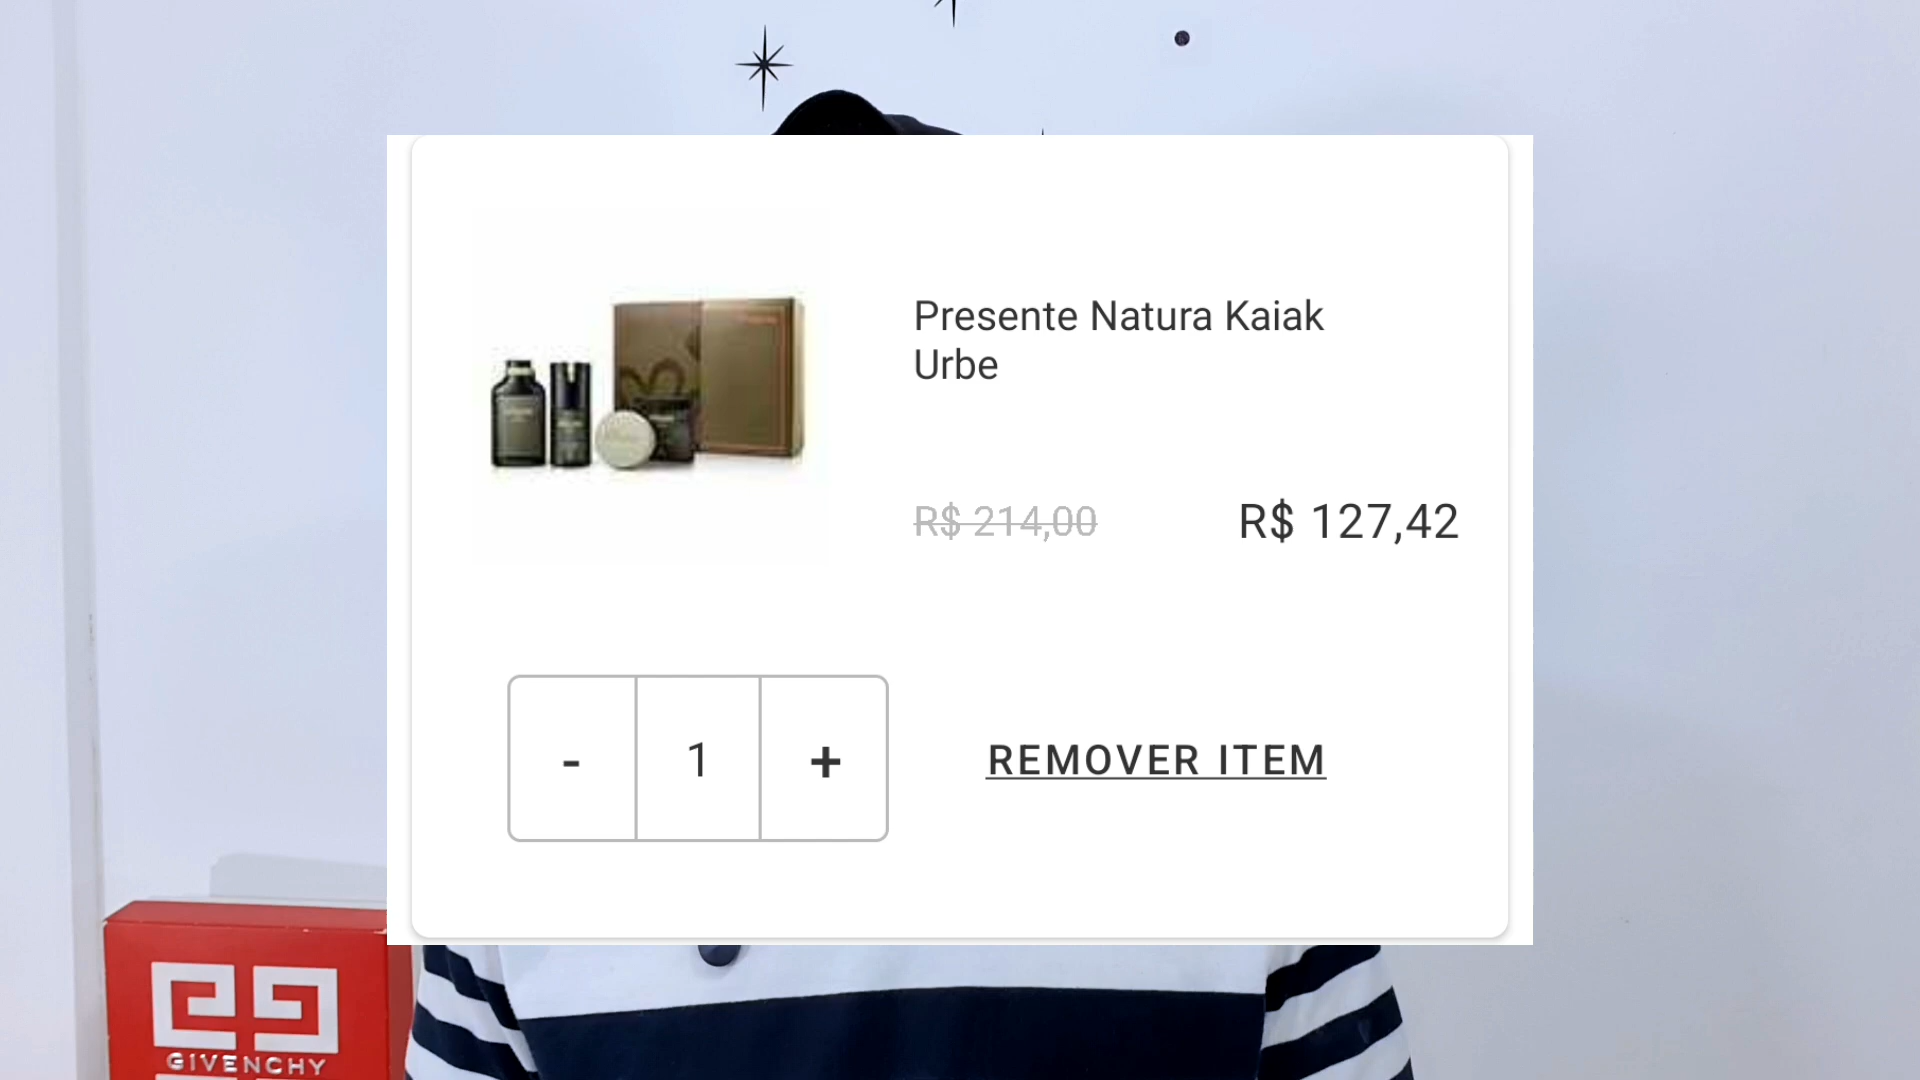 Presente Natura Kaiak
Urbe
R$ 214,00
R$ 127,42
-
1
+
REMOVER ITEM
GIVENCHY